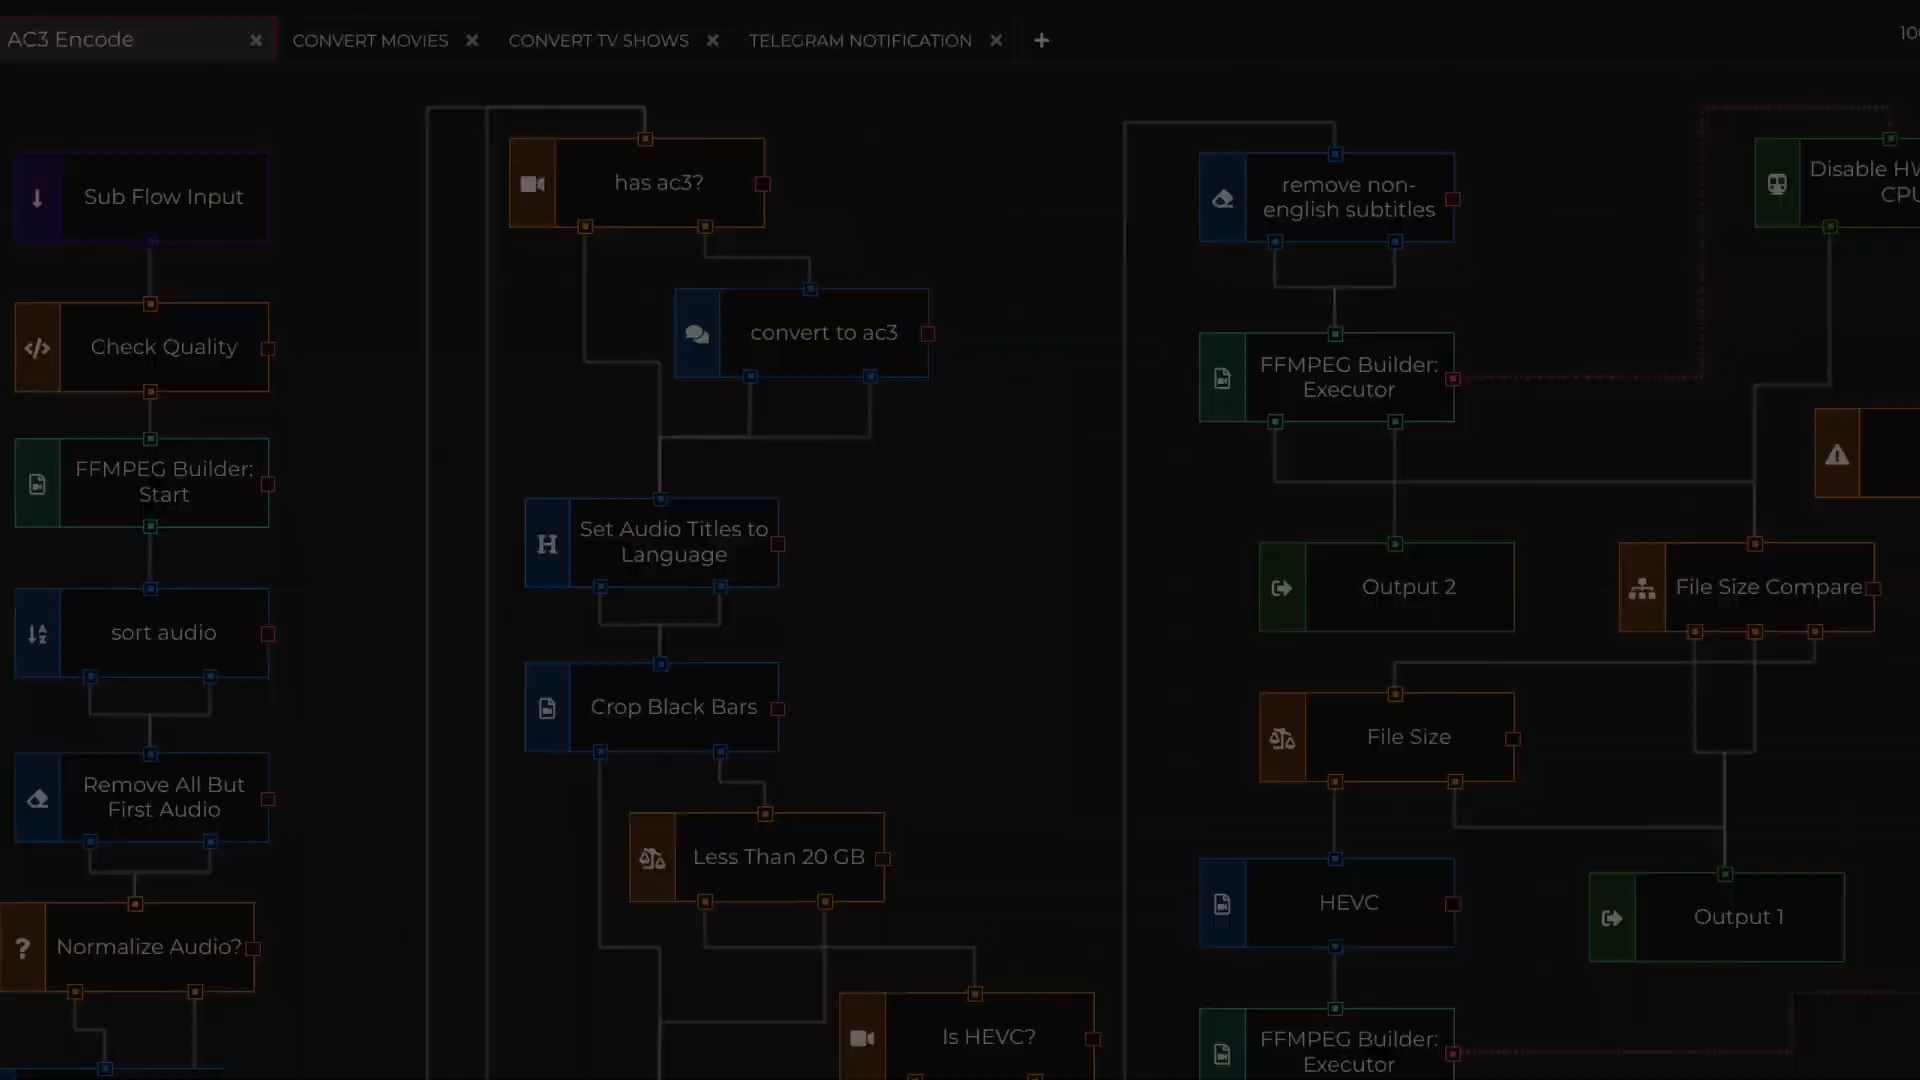 AC3 Encode
CONVERT MOVIES
CONVERT TV SHOWS
TELEGRAM NOTIFICATION
Sub Flow Input
Check Quality
FFMPEG Builder:
Start
sort audio
Remove All But
First Audio
Normalize Audio?
has ac3?
convert to ac3
Set Audio Titles to
Language
Crop Black Bars
Less Than 20 GB
Is HEVC?
remove non-
english subtitles
FFMPEG Builder:
Executor
Output 2
File Size
HEVC
FFMPEG Builder:
Executor
Disable HW
CPU
File Size Compare
Output 1